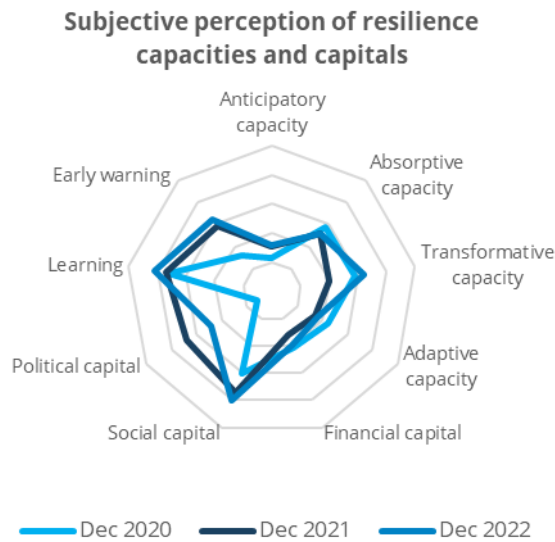 Subjective perception of resilience
capacities and capitals
Anticipatory
capacity
Absorptive
capacity
Transformative
capacity
Adaptive
capacity
Financial capital
Social capital
Political capital
Learning
Early warning
Dec 2020
Dec 2021
Dec 2022